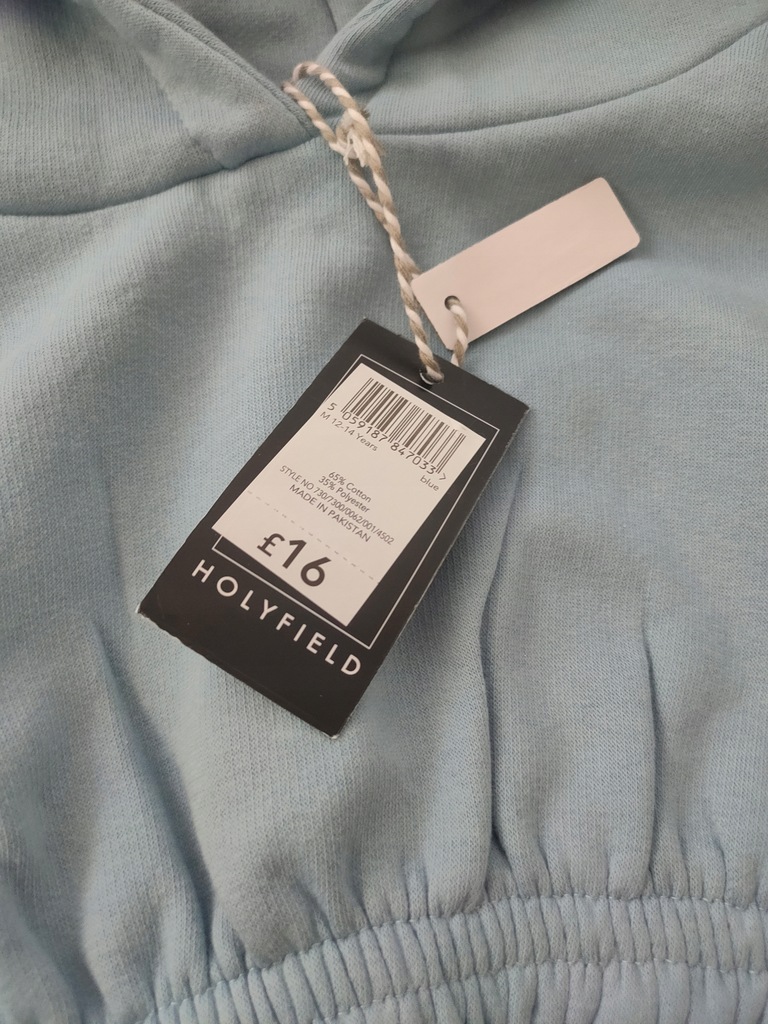 5 059187 847033 >
M 12-14 Years
blue
65% Cotton
35% Polyester
STYLE NO 730/7300/0062/001/4502
MADE IN PAKISTAN
£16
HOLYFIELD